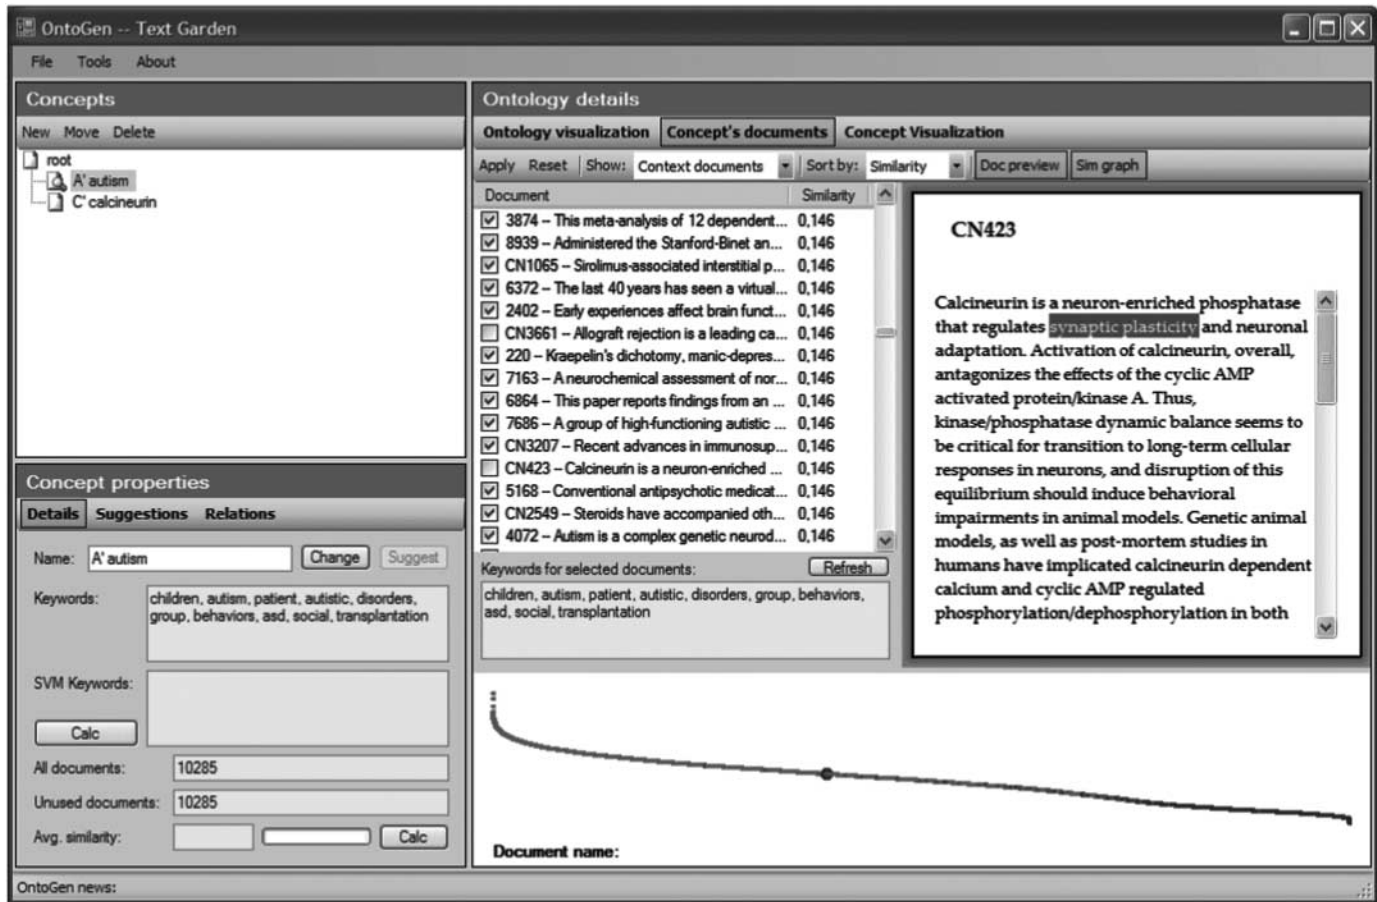 OntoGen -- Text Garden
File Tools About
Concepts
New Move Delete
root
A' autism
C' calcineurin
Concept properties
Details Suggestions Relations
Name: A' autism Change Suggest
Keywords: children, autism, patient, autistic, disorders,
group, behaviors, asd, social, transplantation
SVM Keywords:
Calc
All documents: 10285
Unused documents: 10285
Avg. similarity: Calc
Ontology details
Ontology visualization Concept's documents Concept Visualization
Apply Reset Show: Context documents Sort by: Similarity Doc preview Sim graph
Document Similarity
3874 – This meta-analysis of 12 dependent... 0,146
8939 – Administered the Stanford-Binet an... 0,146
CN1065 – Sirolimus-associated interstitial p... 0,146
6372 – The last 40 years has seen a virtual... 0,146
2402 – Early experiences affect brain funct... 0,146
CN3661 – Allograft rejection is a leading ca... 0,146
220 – Kraepelin's dichotomy, manic-depres... 0,146
7163 – A neurochemical assessment of nor... 0,146
6864 – This paper reports findings from an ... 0,146
7686 – A group of high-functioning autistic ... 0,146
CN3207 – Recent advances in immunosup... 0,146
CN423 – Calcineurin is a neuron-enriched ... 0,146
5168 – Conventional antipsychotic medicat... 0,146
CN2549 – Steroids have accompanied oth... 0,146
4072 – Autism is a complex genetic neurod... 0,146
Keywords for selected documents: Refresh
children, autism, patient, autistic, disorders, group, behaviors,
asd, social, transplantation
CN423
Calcineurin is a neuron-enriched phosphatase
that regulates synaptic plasticity and neuronal
adaptation. Activation of calcineurin, overall,
antagonizes the effects of the cyclic AMP
activated protein/kinase A. Thus,
kinase/phosphatase dynamic balance seems to
be critical for transition to long-term cellular
responses in neurons, and disruption of this
equilibrium should induce behavioral
impairments in animal models. Genetic animal
models, as well as post-mortem studies in
humans have implicated calcineurin dependent
calcium and cyclic AMP regulated
phosphorylation/dephosphorylation in both
Document name:
OntoGen news: